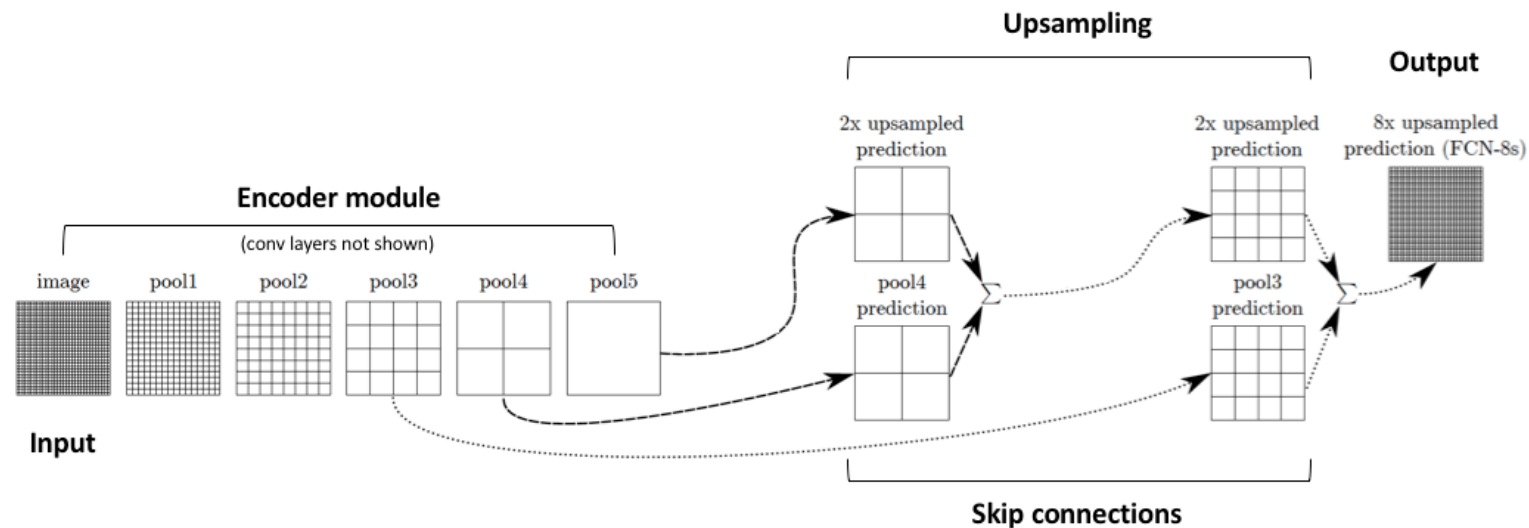 Upsampling
Output
2x upsampled
prediction
2x upsampled
prediction
8x upsampled
prediction (FCN-8s)
Encoder module
(conv layers not shown)
image
pool1
pool2
pool3
pool4
pool5
pool4
prediction
Σ
pool3
prediction
Σ
Input
Skip connections